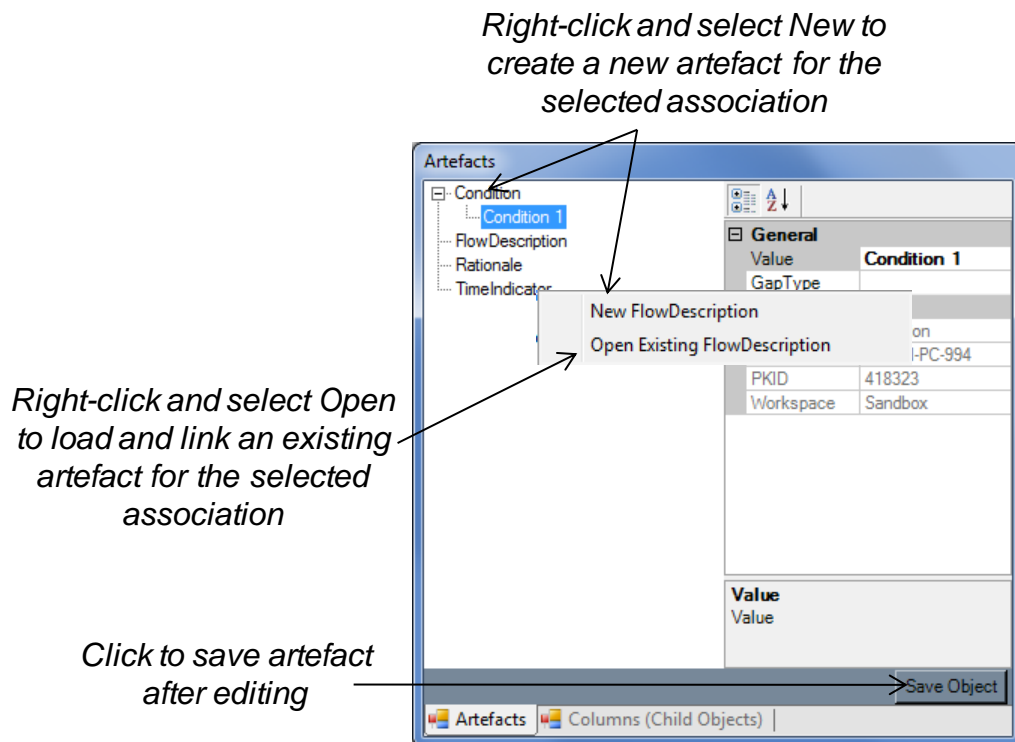 Right-click and select New to
create a new artefact for the
selected association
Artefacts
Condition
Condition 1
FlowDescription
Rationale
TimeIndicator
General
Value Condition 1
GapType
New FlowDescription
Open Existing FlowDescription
on
-PC-994
PKID 418323
Workspace Sandbox
Right-click and select Open
to load and link an existing
artefact for the selected
association
Value
Value
Click to save artefact
after editing
Save Object
Artefacts Columns (Child Objects)